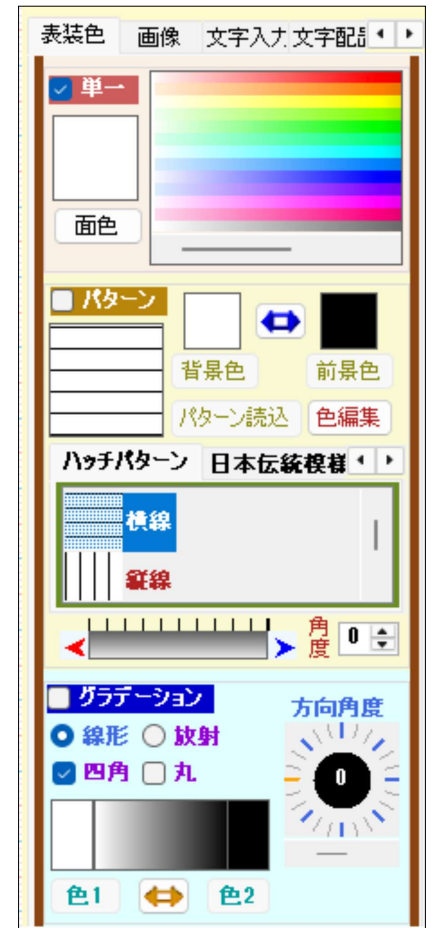 表装色 画像 文字入力 文字配
単一
面色
パターン
背景色 前景色
パターン読込 色編集
ハッチパターン 日本伝統模様
横線
縦線
角度 0
グラデーション
方向角度
線形 放射
四角 丸
0
色1 色2